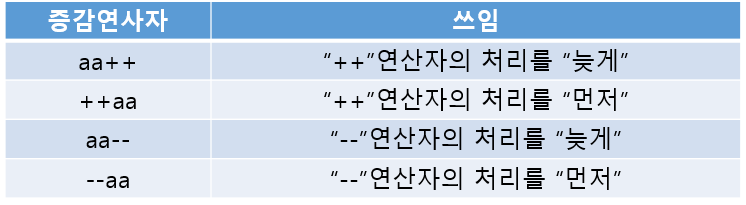 증감연사자 쓰임
aa++ “++”연산자의 처리를 “늦게”
++aa “++”연산자의 처리를 “먼저”
aa-- “--”연산자의 처리를 “늦게”
--aa “--”연산자의 처리를 “먼저”